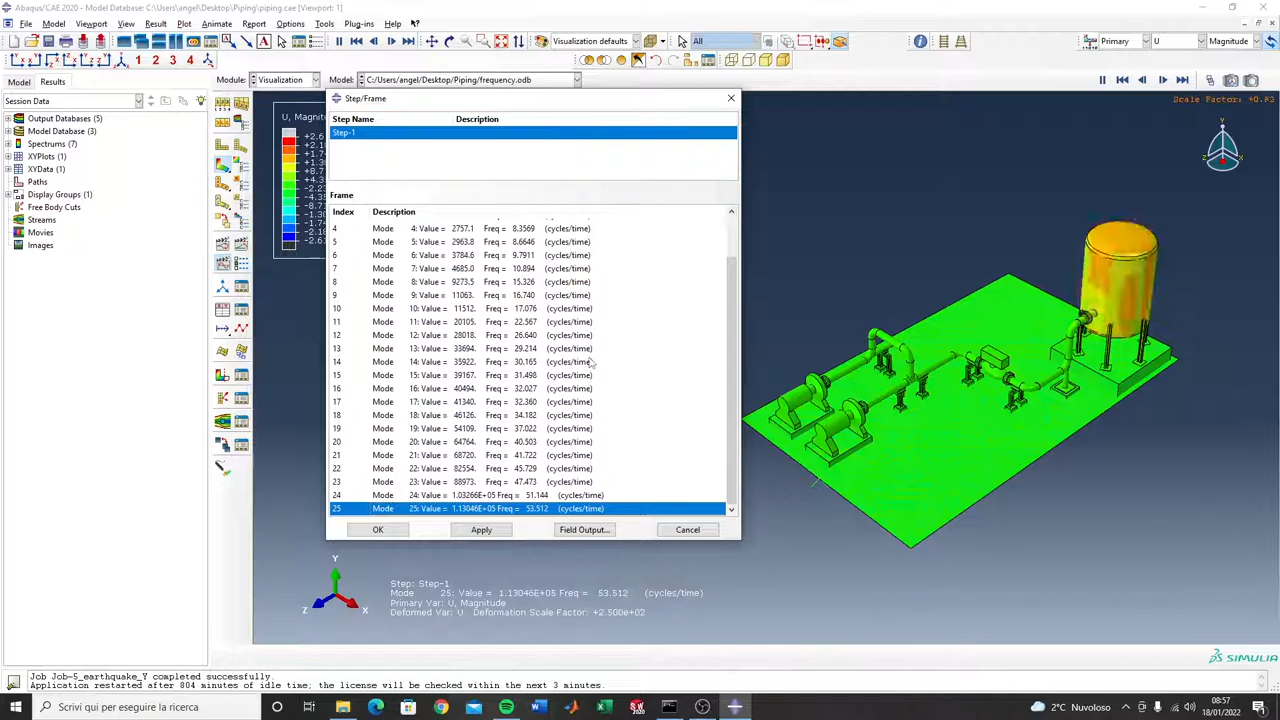 Abaqus/CAE 2020 - Model Database: C:\Users\angel\Desktop\Piping\piping.cae [Viewport: 1]
File Model Viewport View Result Plot Animate Report Options Tools Plug-ins Help
Visualization defaults All Primary U Magnitude
1 2 3 4
Model Results Module: Visualization Model: C:/Users/angel/Desktop/Piping/frequency.odb
Session Data
Output Databases (5)
Model Database (3)
Spectrums (7)
XYPlots (1)
XYData (1)
Paths
Display Groups (1)
Free Body Cuts
Streams
Movies
Images
U, Magnitu
Scale Factor: +0.82
Step/Frame
Step Name Description
Step-1
Frame
Index Description
4 Mode 4: Value = 2757.1 Freq = 8.3569 (cycles/time)
5 Mode 5: Value = 2963.8 Freq = 8.6646 (cycles/time)
6 Mode 6: Value = 3784.6 Freq = 9.7911 (cycles/time)
7 Mode 7: Value = 4685.0 Freq = 10.894 (cycles/time)
8 Mode 8: Value = 9273.5 Freq = 15.326 (cycles/time)
9 Mode 9: Value = 11063. Freq = 16.740 (cycles/time)
10 Mode 10: Value = 11512. Freq = 17.076 (cycles/time)
11 Mode 11: Value = 20105. Freq = 22.567 (cycles/time)
12 Mode 12: Value = 28018. Freq = 26.640 (cycles/time)
13 Mode 13: Value = 33694. Freq = 29.214 (cycles/time)
14 Mode 14: Value = 35922. Freq = 30.165 (cycles/time)
15 Mode 15: Value = 39167. Freq = 31.498 (cycles/time)
16 Mode 16: Value = 40494. Freq = 32.027 (cycles/time)
17 Mode 17: Value = 41340. Freq = 32.360 (cycles/time)
18 Mode 18: Value = 46126. Freq = 34.182 (cycles/time)
19 Mode 19: Value = 54109. Freq = 37.022 (cycles/time)
20 Mode 20: Value = 64764. Freq = 40.503 (cycles/time)
21 Mode 21: Value = 68720. Freq = 41.722 (cycles/time)
22 Mode 22: Value = 82554. Freq = 45.729 (cycles/time)
23 Mode 23: Value = 88973. Freq = 47.473 (cycles/time)
24 Mode 24: Value = 1.03266E+05 Freq = 51.144 (cycles/time)
25 Mode 25: Value = 1.13046E+05 Freq = 53.512 (cycles/time)
OK Apply Field Output... Cancel
Y
Z X
Y
Z X
Step: Step-1
Mode 25: Value = 1.13046E+05 Freq = 53.512 (cycles/time)
Primary Var: U, Magnitude
Deformed Var: U Deformation Scale Factor: +2.500e+02
SIMULIA
Job Job-5_earthquake_Y completed successfully.
Application restarted after 804 minutes of idle time; the license will be checked within the next 3 minutes.
Scrivi qui per eseguire la ricerca
2°C Nuvoloso
08:57
18/01/2022